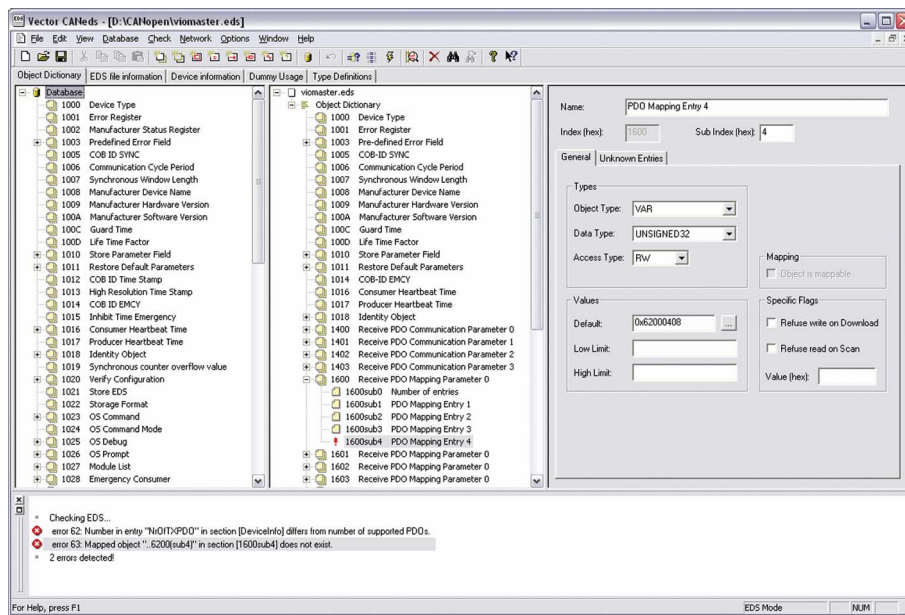 Vector CANeds - [D:\CANopen\viomaster.eds]
File Edit View Database Check Network Options Window Help
Object Dictionary EDS file information Device information Dummy Usage Type Definitions
Database
1000 Device Type
1001 Error Register
1002 Manufacturer Status Register
1003 Predefined Error Field
1005 COB ID SYNC
1006 Communication Cycle Period
1007 Synchronous Window Length
1008 Manufacturer Device Name
1009 Manufacturer Hardware Version
100A Manufacturer Software Version
100C Guard Time
100D Life Time Factor
1010 Store Parameter Field
1011 Restore Default Parameters
1012 COB ID Time Stamp
1013 High Resolution Time Stamp
1014 COB ID EMCY
1015 Inhibit Time Emergency
1016 Consumer Heartbeat Time
1017 Producer Heartbeat Time
1018 Identity Object
1019 Synchronous counter overflow value
1020 Verify Configuration
1021 Store EDS
1022 Storage Format
1023 OS Command
1024 OS Command Mode
1025 OS Debug
1026 OS Prompt
1027 Module List
1028 Emergency Consumer
viomaster.eds
Object Dictionary
1000 Device Type
1001 Error Register
1003 Pre-defined Error Field
1005 COB-ID SYNC
1006 Communication Cycle Period
1007 Synchronous Window Length
1008 Manufacturer Device Name
1009 Manufacturer Hardware Version
100A Manufacturer Software Version
100C Guard Time
100D Life Time Factor
1010 Store Parameter Field
1011 Restore Default Parameters
1014 COB-ID EMCY
1016 Consumer Heartbeat Time
1017 Producer Heartbeat Time
1018 Identity Object
1400 Receive PDO Communication Parameter 0
1401 Receive PDO Communication Parameter 1
1402 Receive PDO Communication Parameter 2
1403 Receive PDO Communication Parameter 3
1600 Receive PDO Mapping Parameter 0
1600sub0 Number of entries
1600sub1 PDO Mapping Entry 1
1600sub2 PDO Mapping Entry 2
1600sub3 PDO Mapping Entry 3
1600sub4 PDO Mapping Entry 4
1601 Receive PDO Mapping Parameter 0
1602 Receive PDO Mapping Parameter 0
1603 Receive PDO Mapping Parameter 0
Name: PDO Mapping Entry 4
Index (hex): 1600 Sub Index (hex): 4
General Unknown Entries
Types
Object Type: VAR
Data Type: UNSIGNED32
Access Type: RW
Mapping
Object is mappable
Values
Default: 0x62000408 ...
Low Limit:
High Limit:
Specific Flags
Refuse write on Download
Refuse read on Scan
Value (hex):
Checking EDS...
error 62: Number in entry "NrOfTXPDO" in section [DeviceInfo] differs from number of supported PDOs.
error 63: Mapped object "..6200(sub4)" in section [1600sub4] does not exist.
2 errors detected!
For Help, press F1
EDS Mode NUM